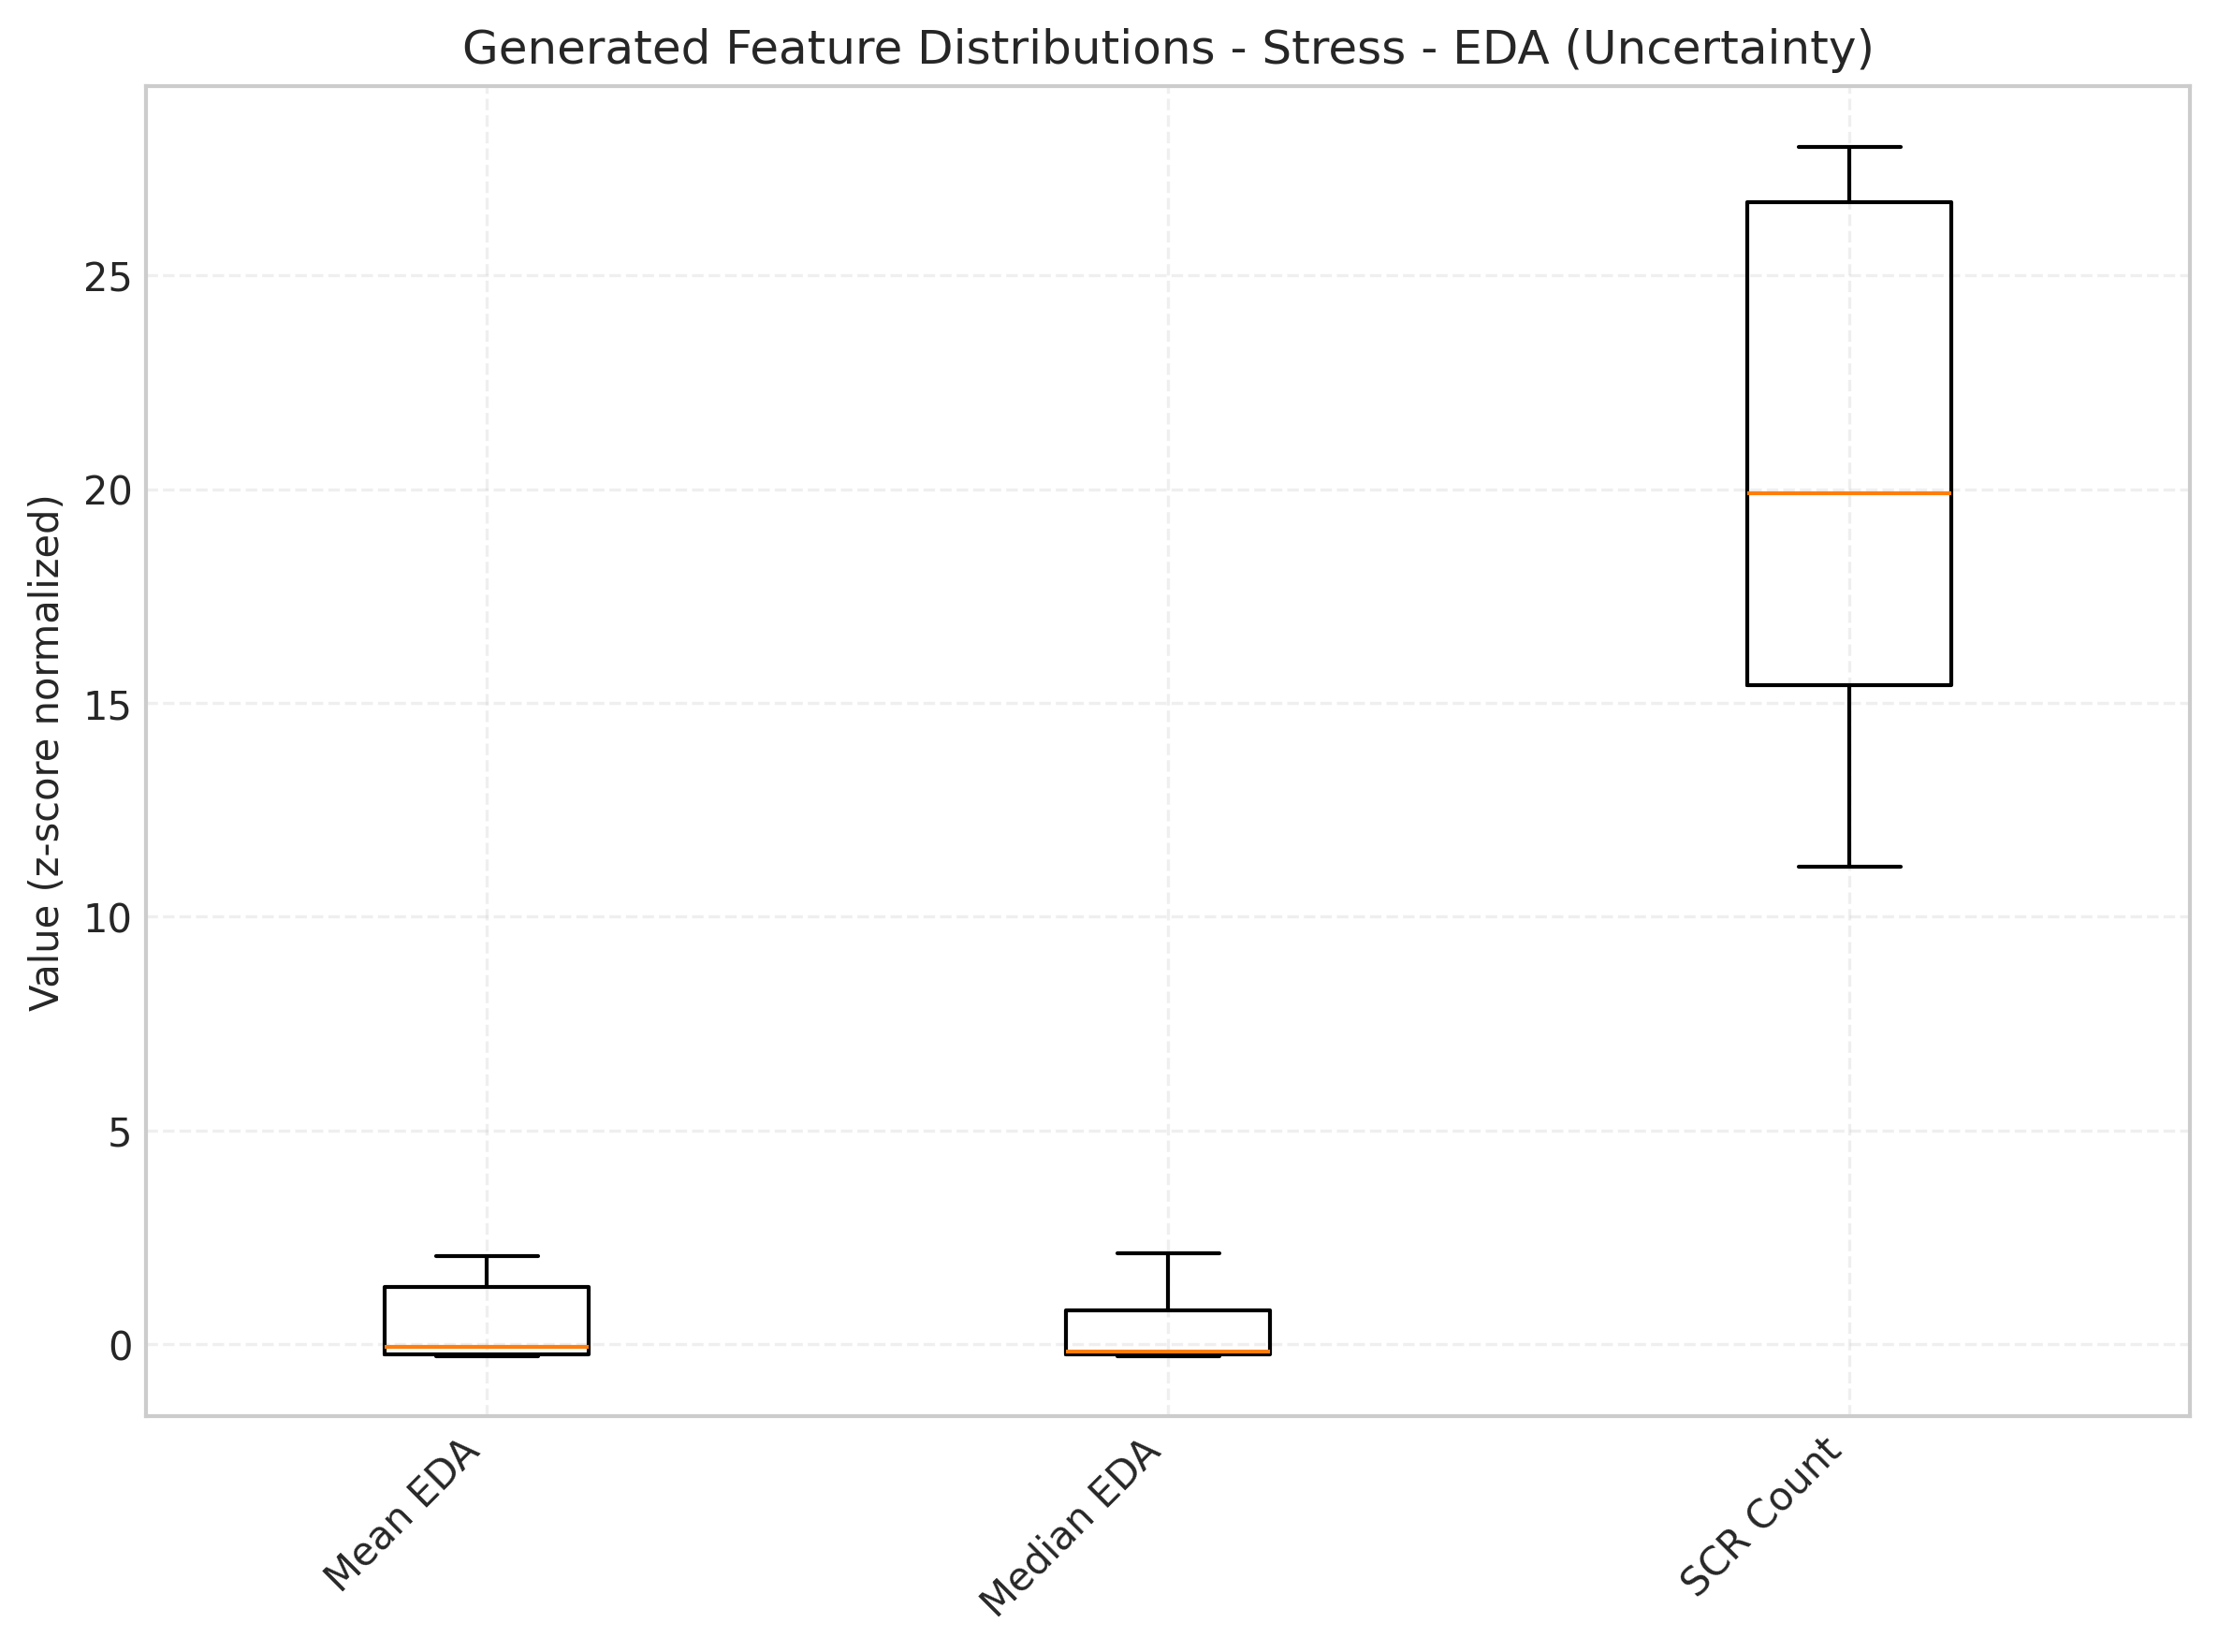 Generated Feature Distributions - Stress - EDA (Uncertainty)
Value (z-score normalized)
25
20
15
10
5
0
Mean EDA
Median EDA
SCR Count